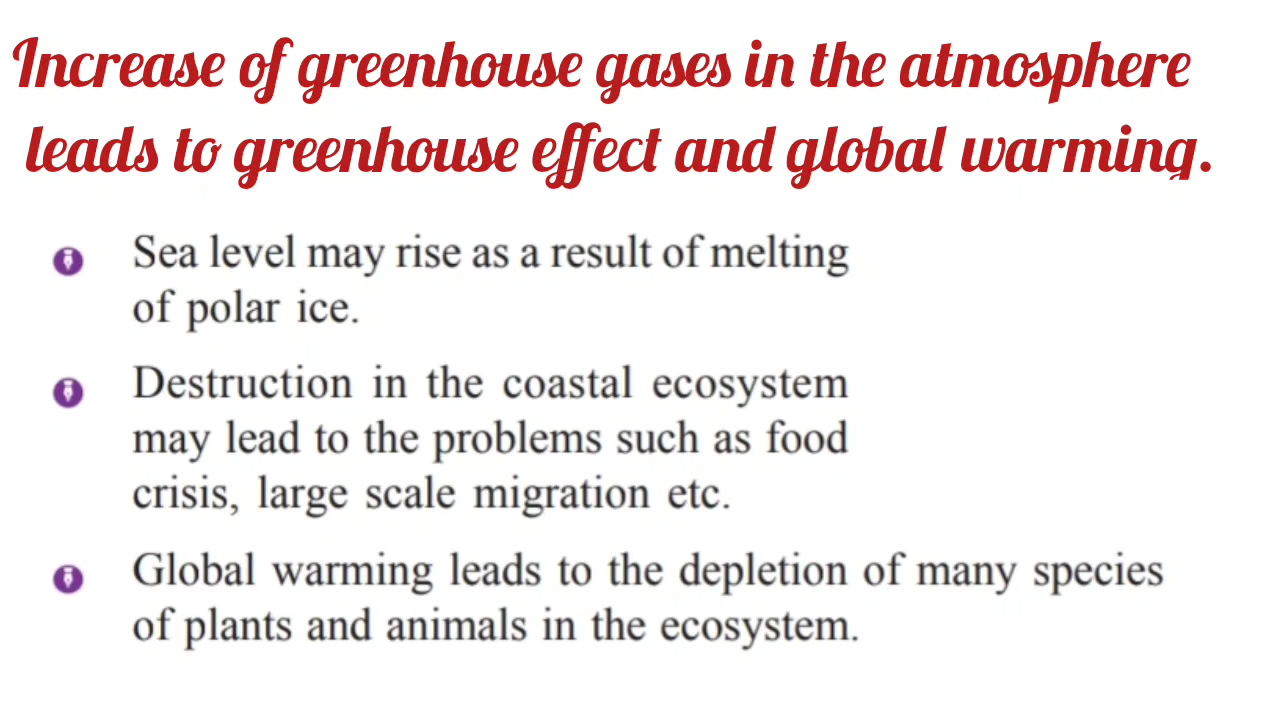 Increase of greenhouse gases in the atmosphere
leads to greenhouse effect and global warming.
Sea level may rise as a result of melting
of polar ice.
Destruction in the coastal ecosystem
may lead to the problems such as food
crisis, large scale migration etc.
Global warming leads to the depletion of many species
of plants and animals in the ecosystem.